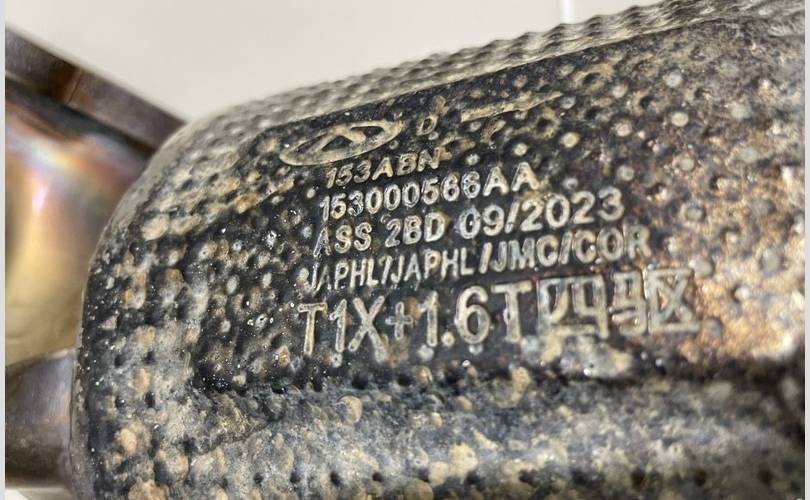 153ABN
153000566AA
ASS 2BD 09/2023
JAPHL/JAPHL/JMC/COR
T1X+1.6T四驱